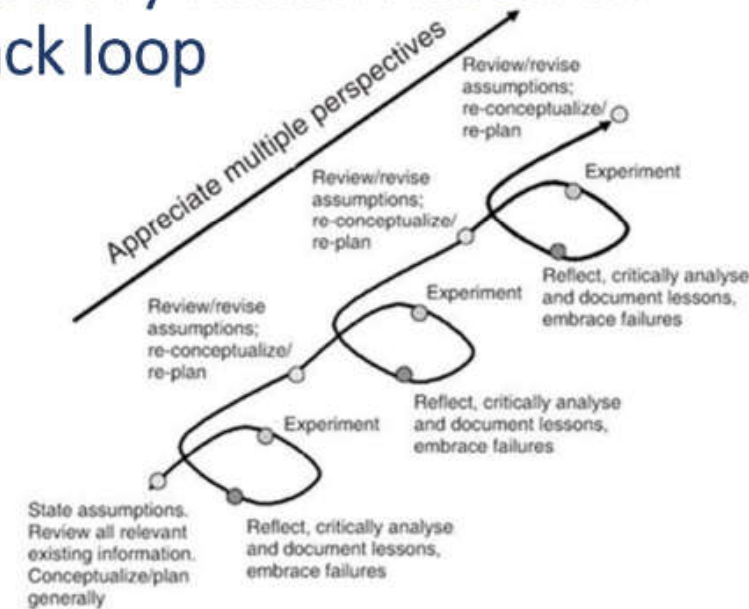 ck loop
Appreciate multiple perspectives
Review/revise
assumptions;
re-conceptualize/
re-plan
Experiment
Review/revise
assumptions;
re-conceptualize/
re-plan
Reflect, critically analyse
and document lessons,
embrace failures
Experiment
Review/revise
assumptions;
re-conceptualize/
re-plan
Reflect, critically analyse
and document lessons,
embrace failures
Experiment
State assumptions.
Review all relevant
existing information.
Conceptualize/plan
generally
Reflect, critically analyse
and document lessons,
embrace failures